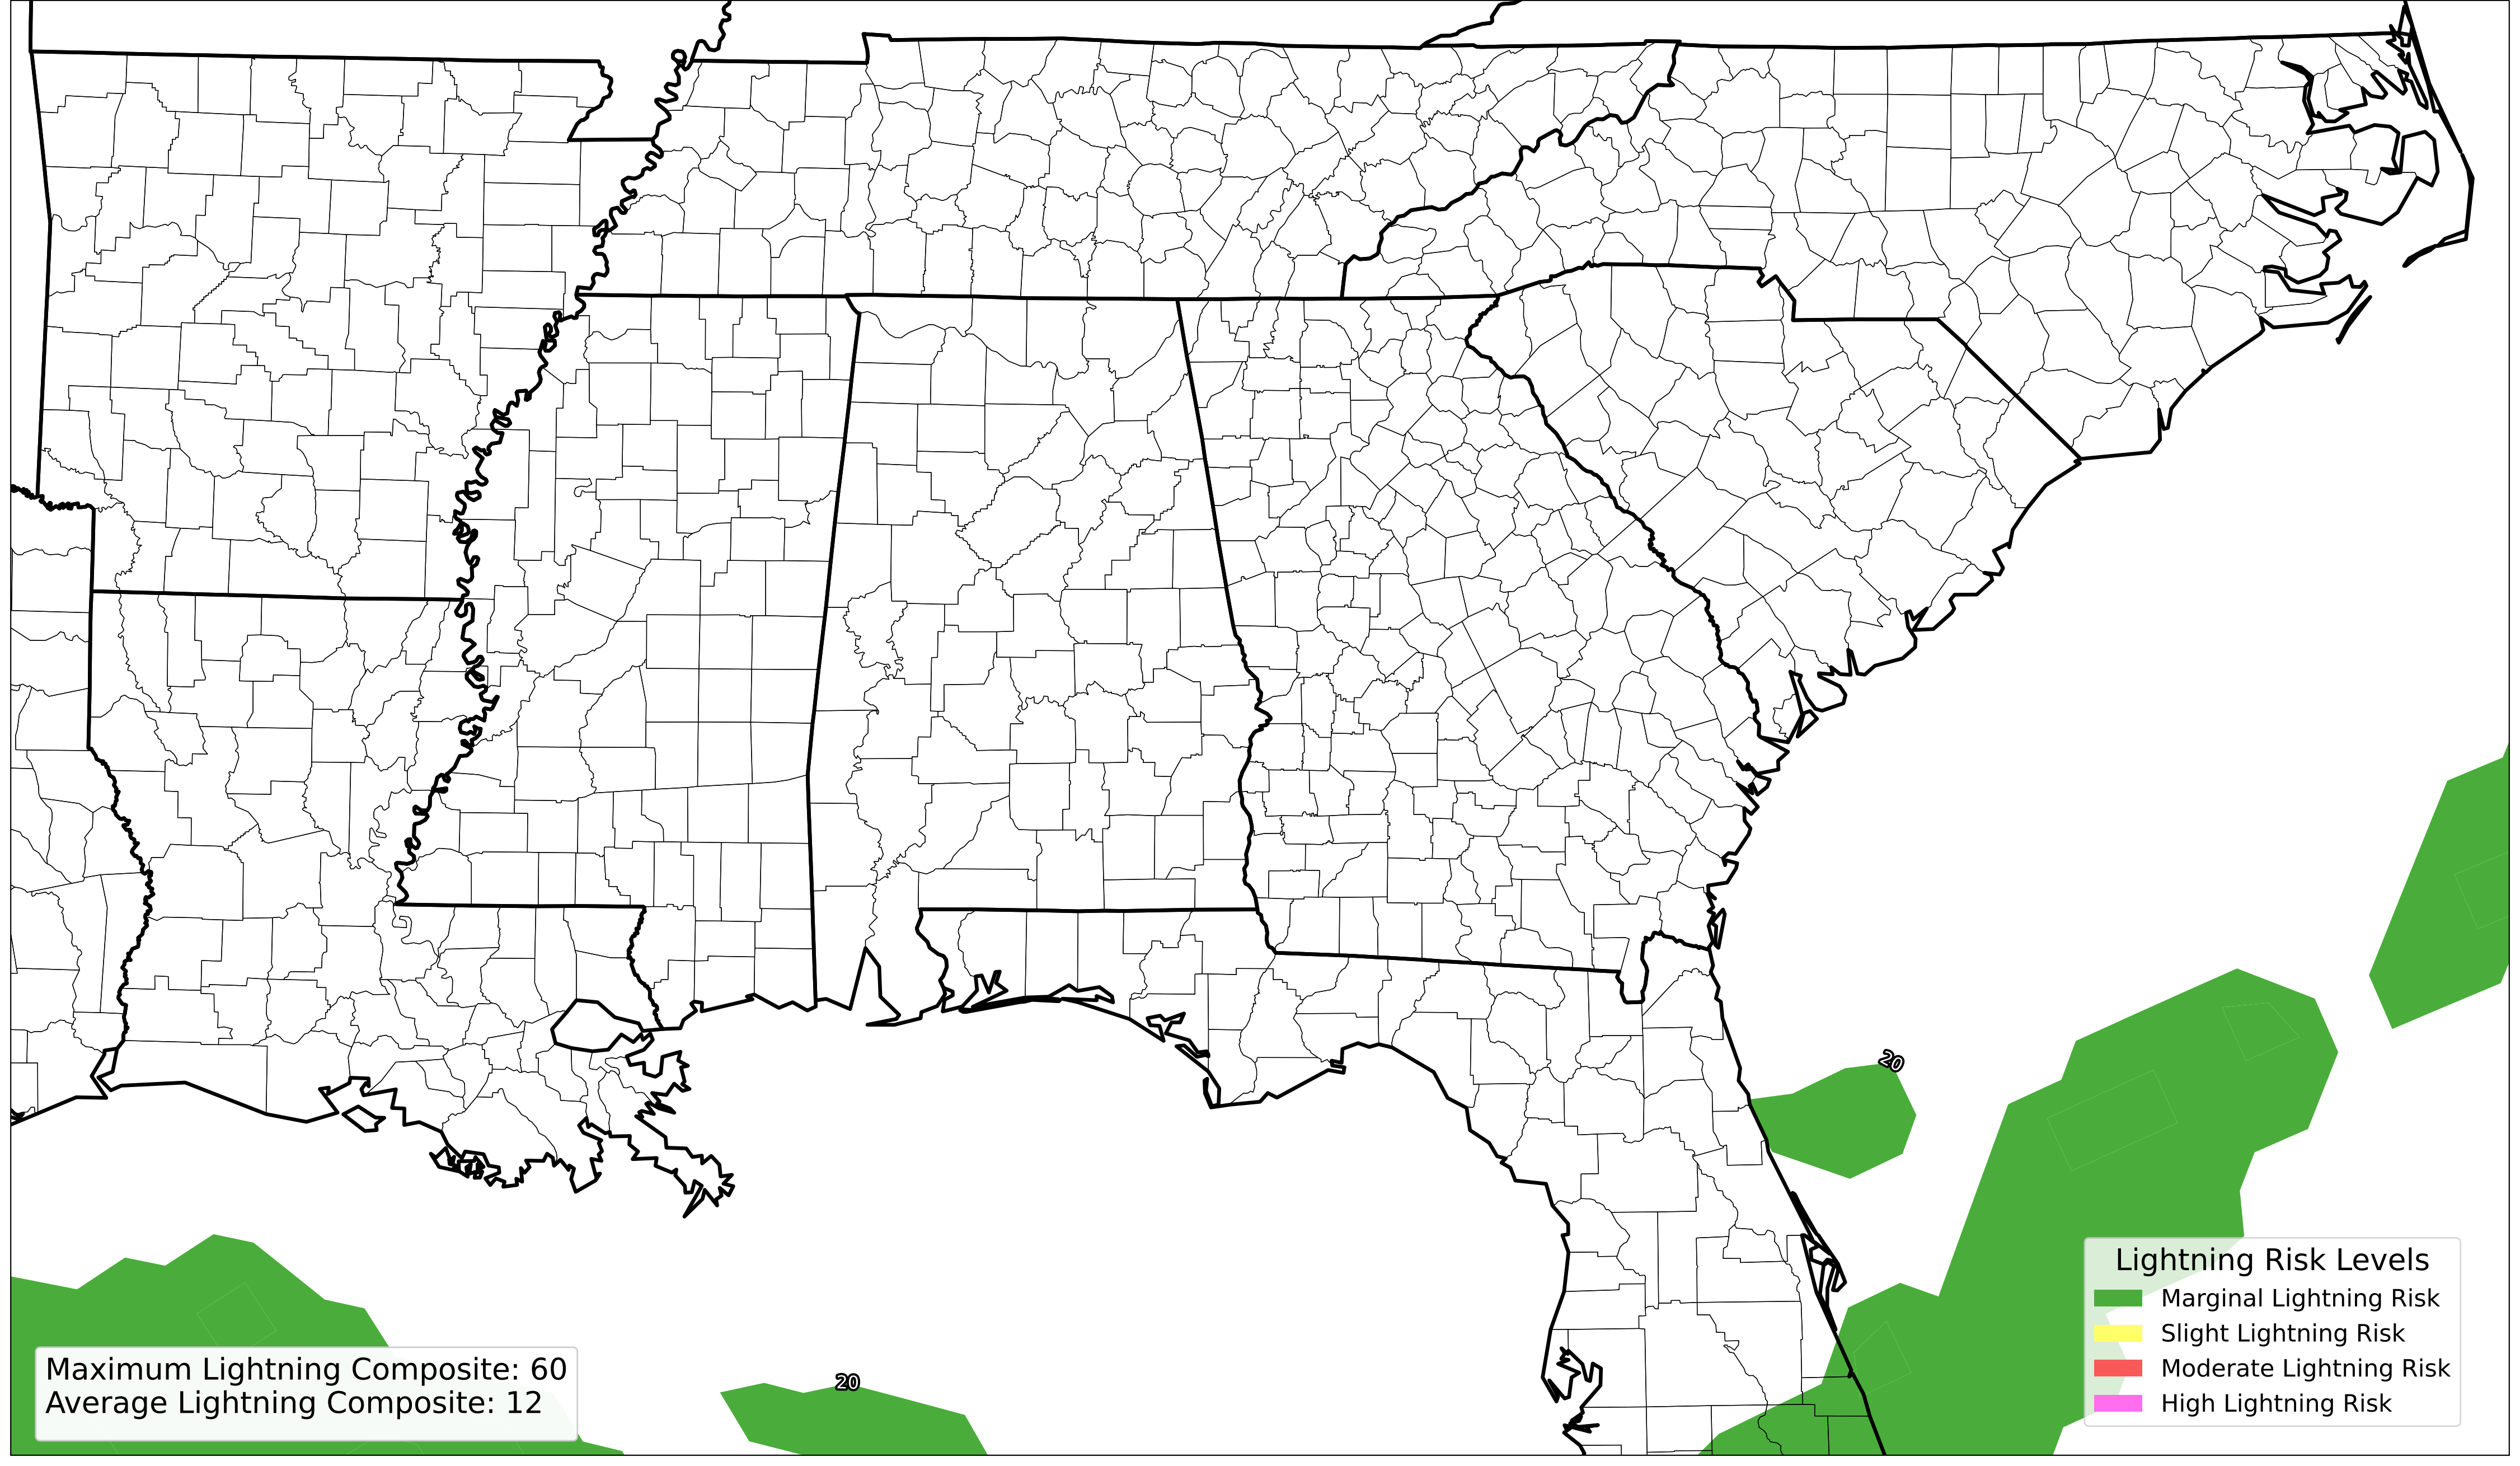 20
20
Maximum Lightning Composite: 60
Average Lightning Composite: 12
Lightning Risk Levels
Marginal Lightning Risk
Slight Lightning Risk
Moderate Lightning Risk
High Lightning Risk